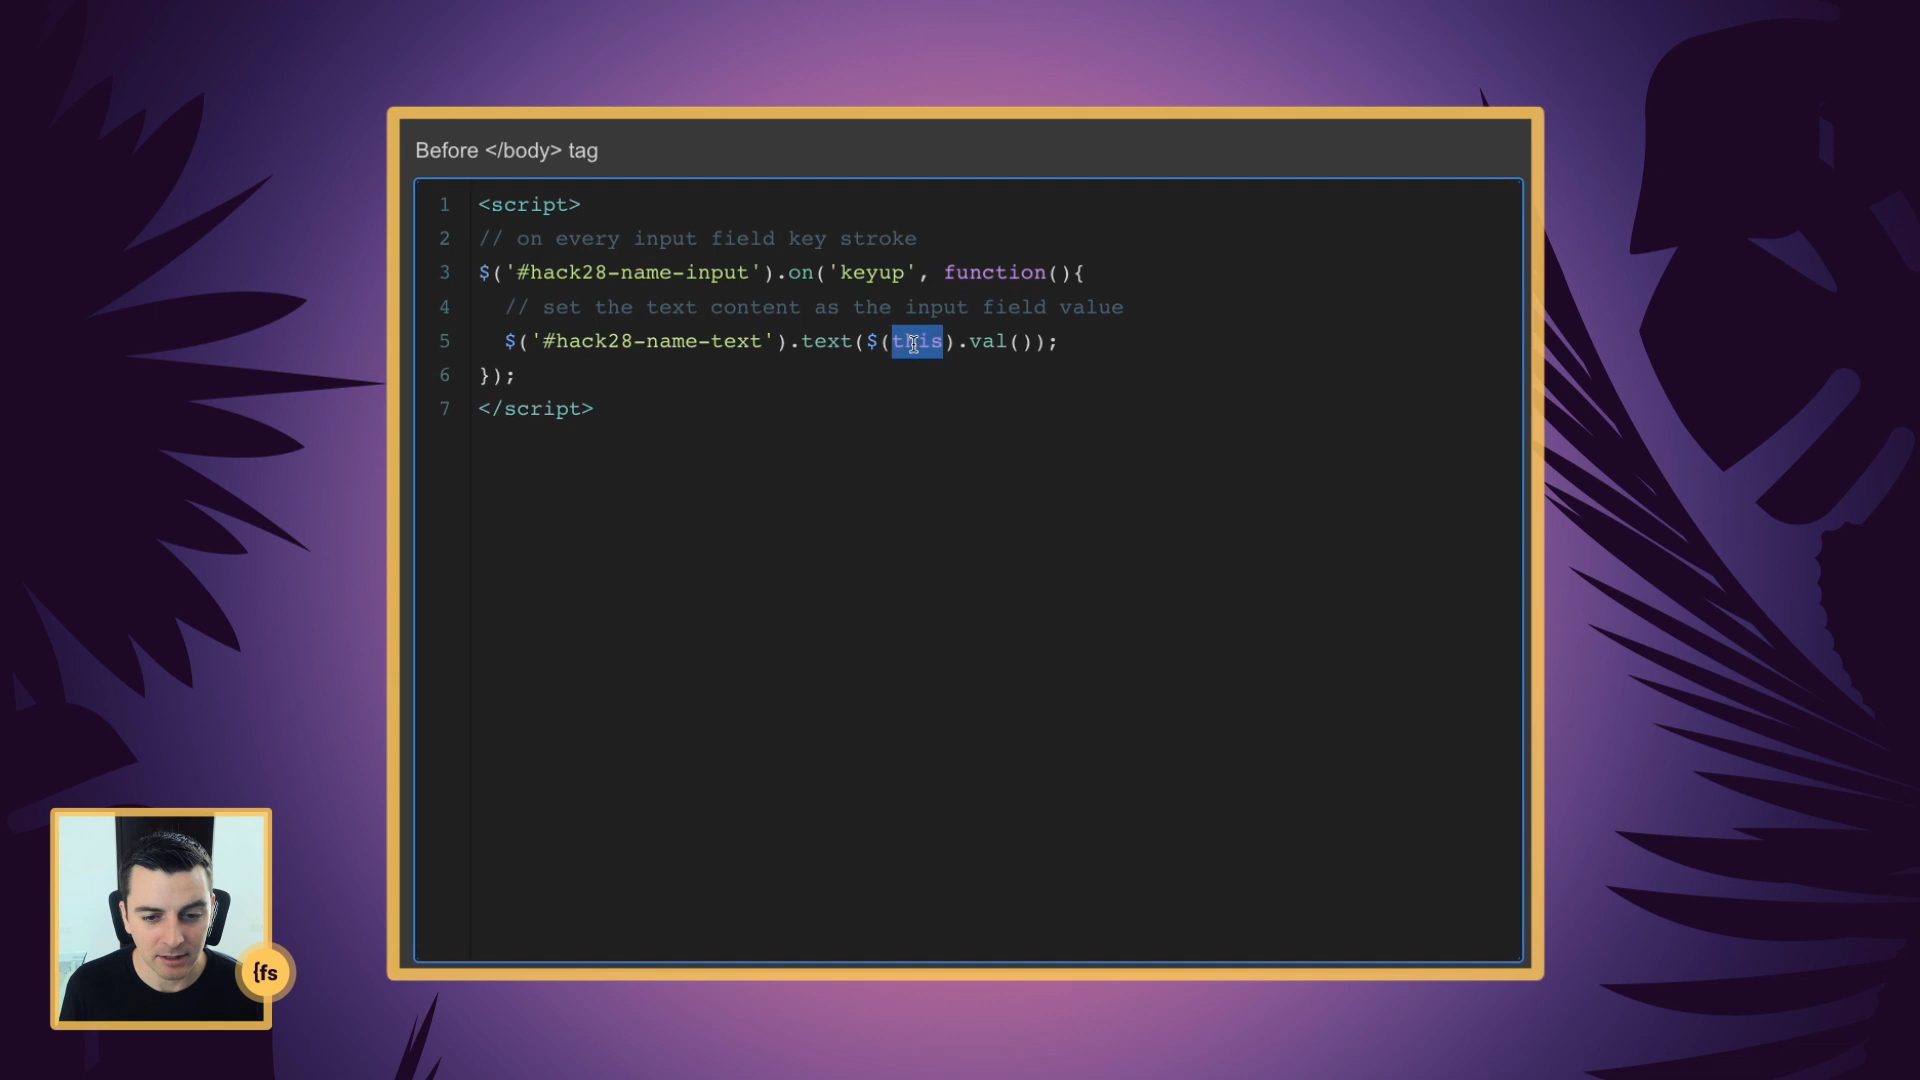 Before </body> tag
1 <script>
2 // on every input field key stroke
3 $('#hack28-name-input').on('keyup', function(){
4   // set the text content as the input field value
5   $('#hack28-name-text').text($(this).val());
6 });
7 </script>
{fs